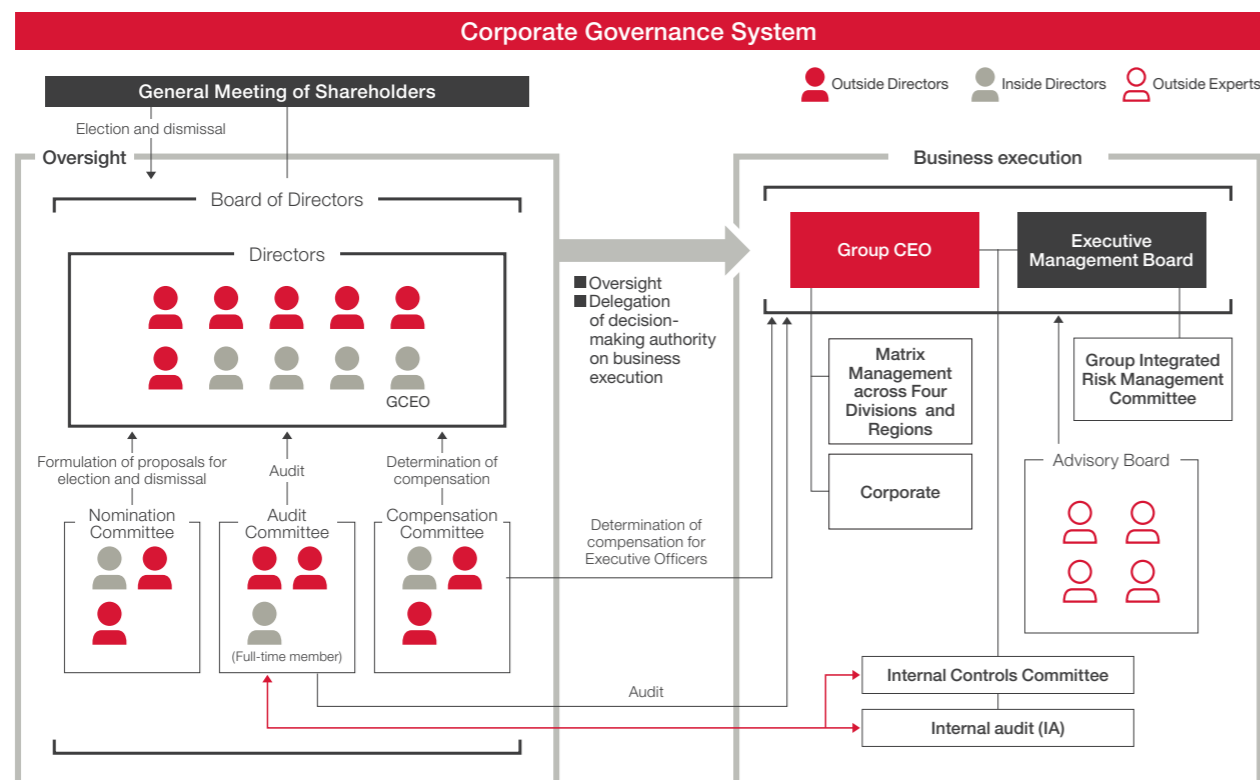 Corporate Governance System
General Meeting of Shareholders
Outside Directors
Inside Directors
Outside Experts
Election and dismissal
Oversight
Board of Directors
Directors
GCEO
Formulation of proposals for
election and dismissal
Audit
Determination of
compensation
Nomination
Committee
Audit
Committee
(Full-time member)
Compensation
Committee
Oversight
Delegation
of decision-
making authority
on business
execution
Determination of
compensation for
Executive Officers
Audit
Business execution
Group CEO
Executive
Management Board
Matrix
Management
across Four
Divisions and
Regions
Corporate
Group Integrated
Risk Management
Committee
Advisory Board
Internal Controls Committee
Internal audit (IA)